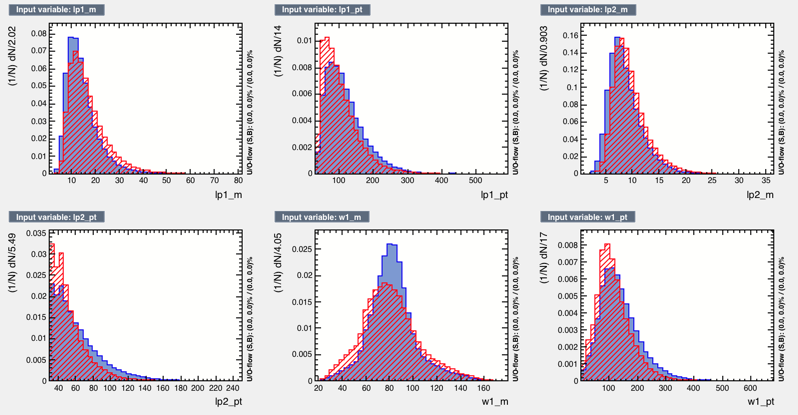 Input variable: lp1_m
(1/N) dN/2.02
0.08
0.07
0.06
0.05
0.04
0.03
0.02
0.01
0
10 20 30 40 50 60 70 80
lp1_m
U/O-flow (S,B): (0.0, 0.0)% / (0.0, 0.0)%
Input variable: lp1_pt
(1/N) dN/14
0.01
0.008
0.006
0.004
0.002
0
100 200 300 400 500
lp1_pt
U/O-flow (S,B): (0.0, 0.0)% / (0.0, 0.0)%
Input variable: lp2_m
(1/N) dN/0.903
0.16
0.14
0.12
0.1
0.08
0.06
0.04
0.02
0
5 10 15 20 25 30 35
lp2_m
U/O-flow (S,B): (0.0, 0.0)% / (0.0, 0.0)%
Input variable: lp2_pt
(1/N) dN/5.49
0.035
0.03
0.025
0.02
0.015
0.01
0.005
0
40 60 80 100 120 140 160 180 200 220 240
lp2_pt
U/O-flow (S,B): (0.0, 0.0)% / (0.0, 0.0)%
Input variable: w1_m
(1/N) dN/4.05
0.025
0.02
0.015
0.01
0.005
0
20 40 60 80 100 120 140 160
w1_m
U/O-flow (S,B): (0.0, 0.0)% / (0.0, 0.0)%
Input variable: w1_pt
(1/N) dN/17
0.008
0.007
0.006
0.005
0.004
0.003
0.002
0.001
0
100 200 300 400 500 600
w1_pt
U/O-flow (S,B): (0.0, 0.0)% / (0.0, 0.0)%